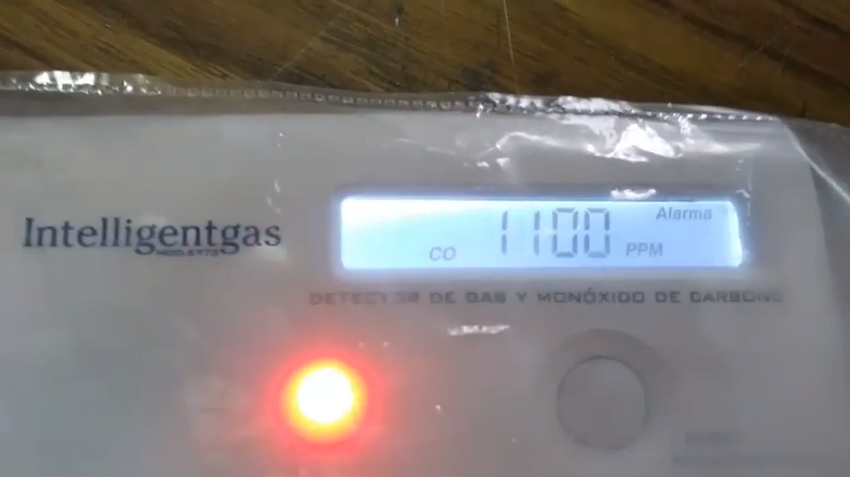 Intelligentgas
Alarma
CO 1100 PPM
DETECTOR DE GAS Y MONÓXIDO DE CARBONO